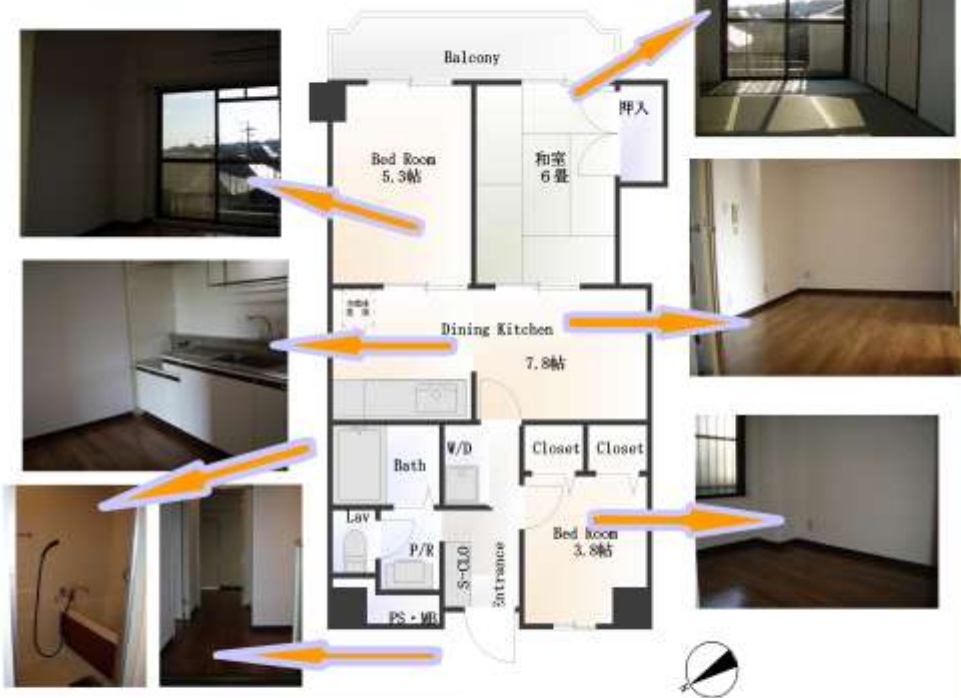 Balcony
押入
Bed Room
5.3帖
和室
6畳
Dining Kitchen
7.8帖
Bath
W/D
Closet
Closet
Lav
P/R
S-CLO
Entrance
Bed Room
3.8帖
PS・MB
N